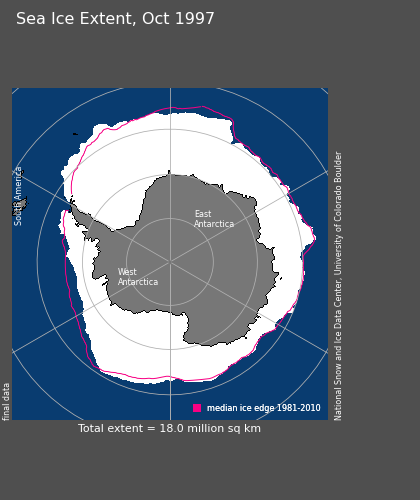 Sea Ice Extent, Oct 1997
South America
East
Antarctica
West
Antarctica
National Snow and Ice Data Center, University of Colorado Boulder
final data
median ice edge 1981-2010
Total extent = 18.0 million sq km